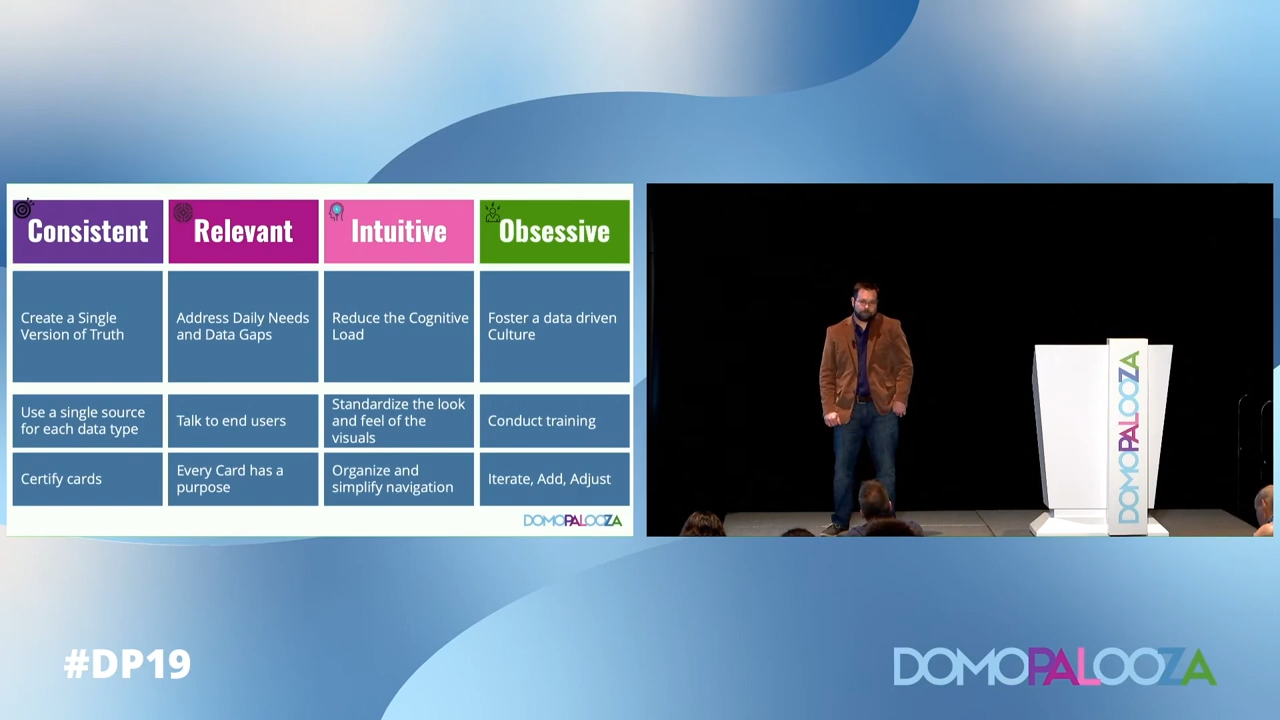 Consistent
Relevant
Intuitive
Obsessive
Create a Single
Version of Truth
Address Daily Needs
and Data Gaps
Reduce the Cognitive
Load
Foster a data driven
Culture
Use a single source
for each data type
Talk to end users
Standardize the look
and feel of the
visuals
Conduct training
Certify cards
Every Card has a
purpose
Organize and
simplify navigation
Iterate, Add, Adjust
DOMOPALOOZA
DOMOPALOOZA
#DP19
DOMOPALOOZA